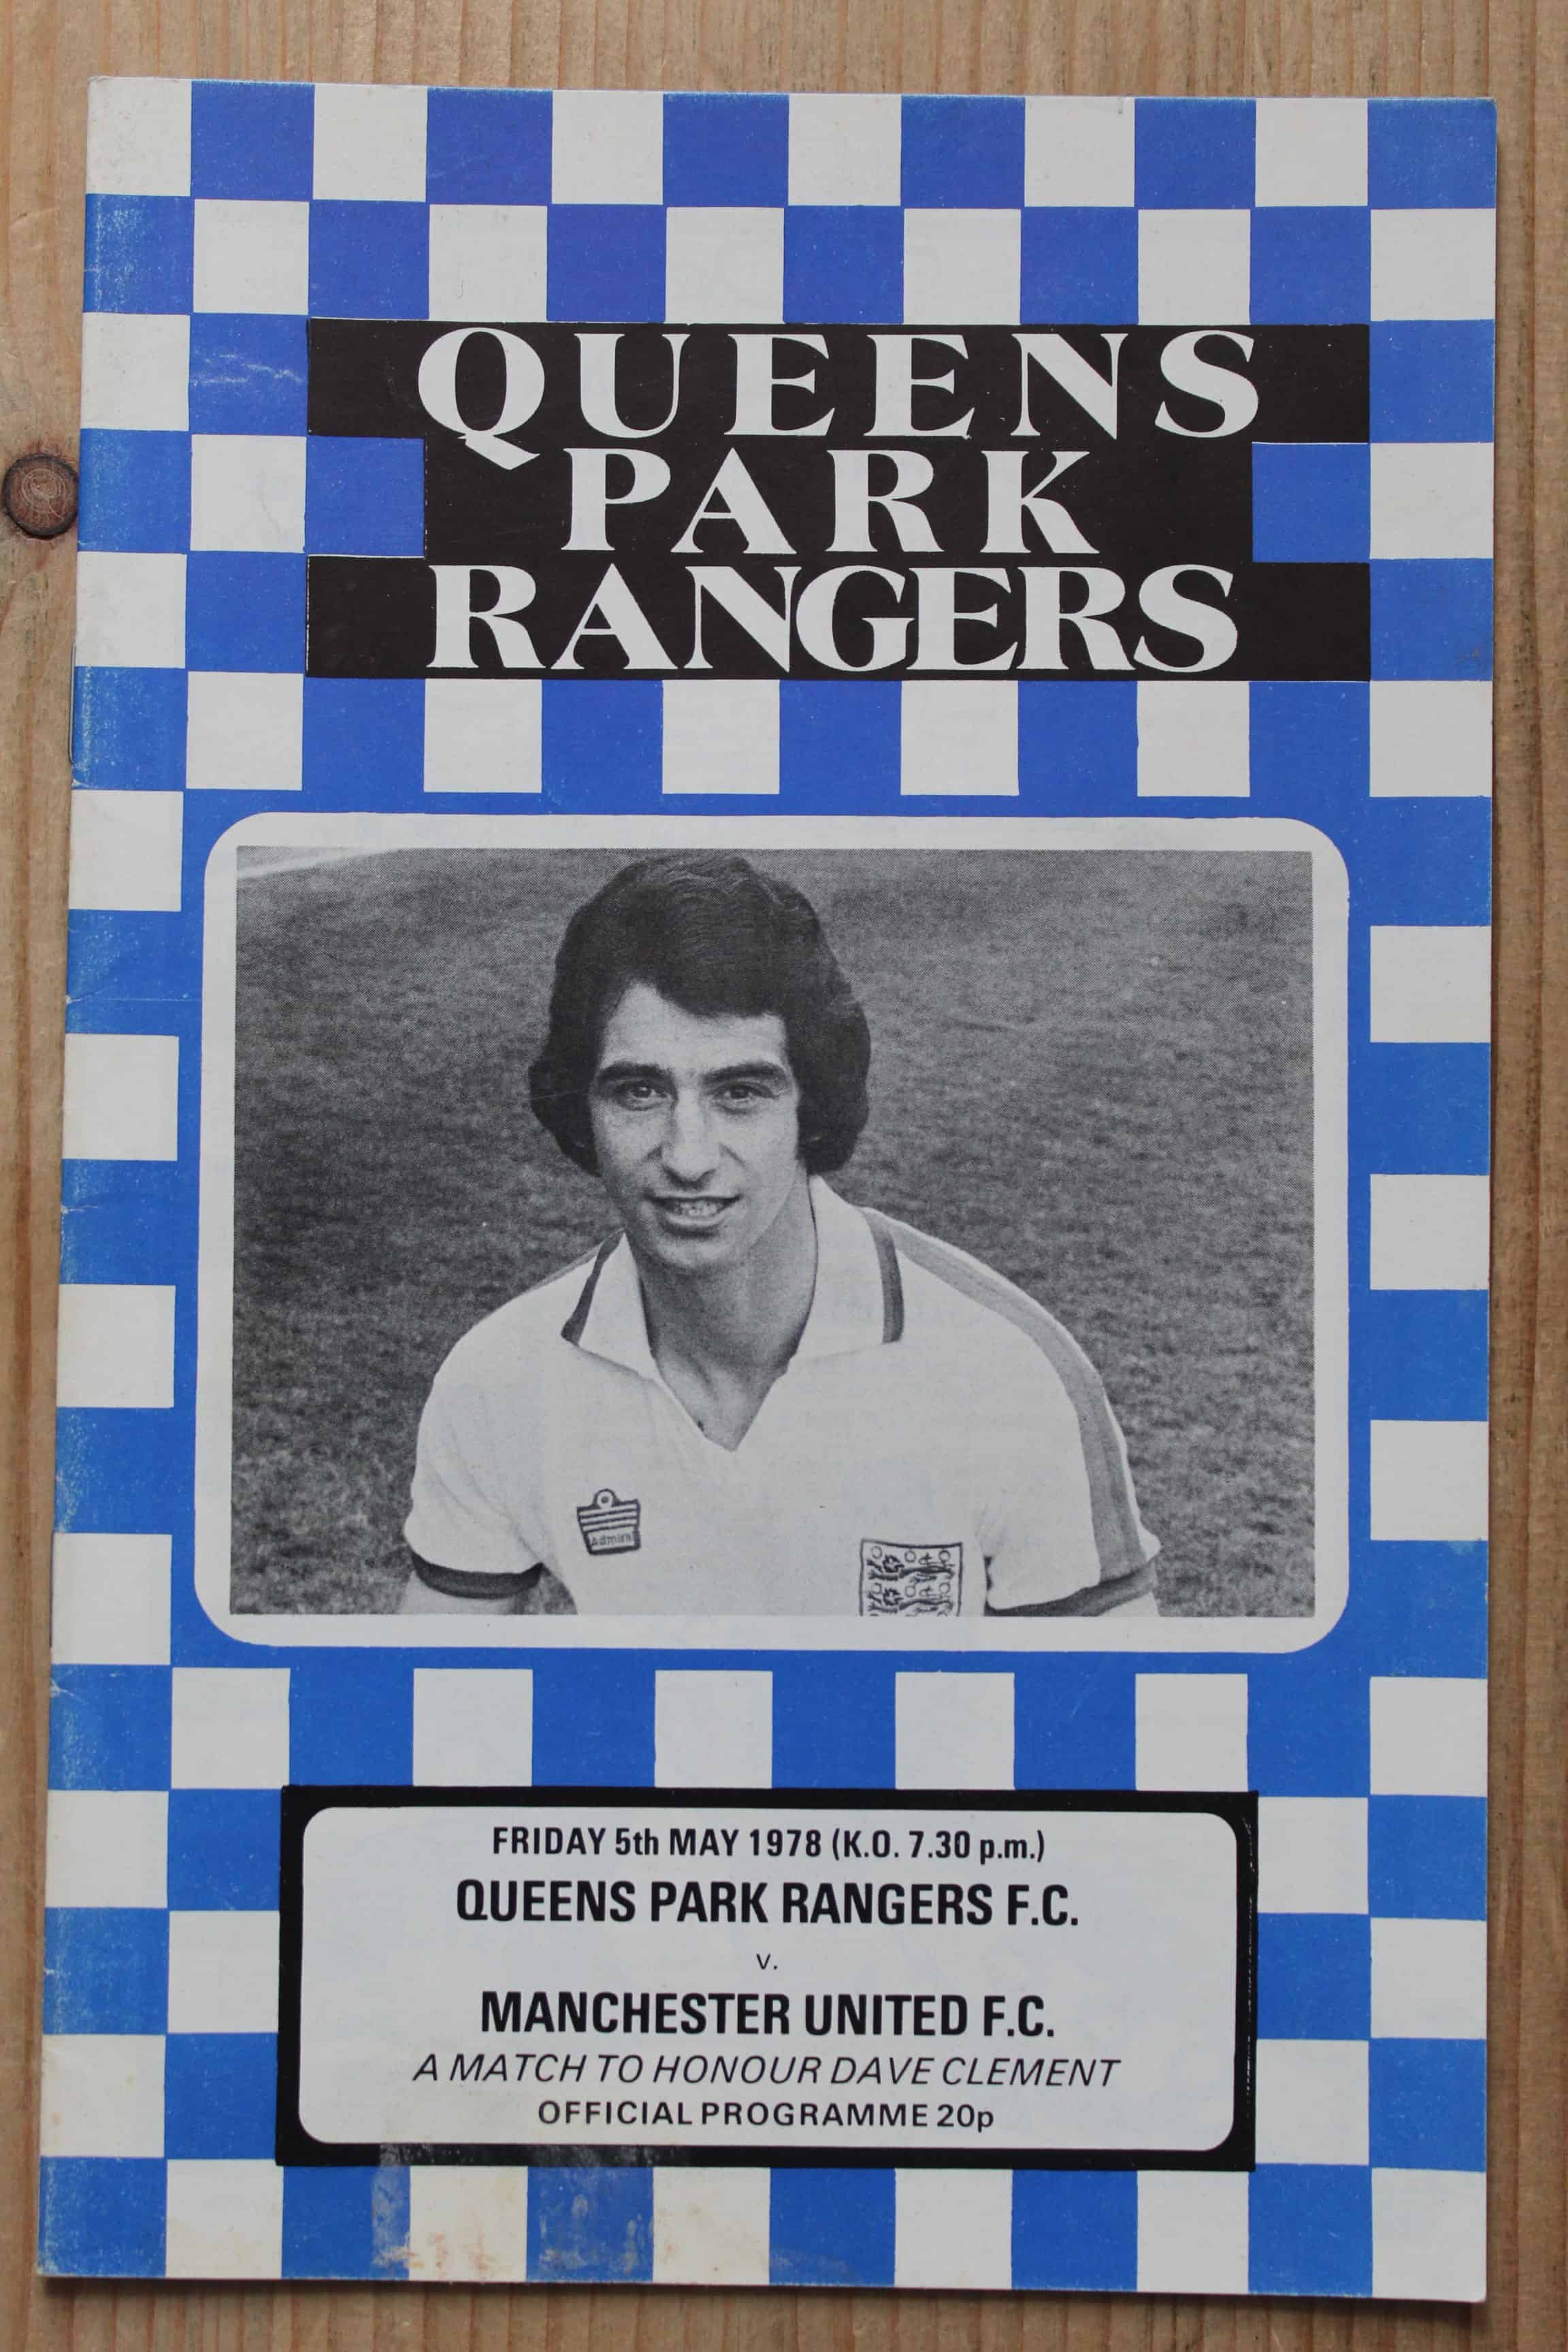 QUEENS
PARK
RANGERS
Admiral
FRIDAY 5th MAY 1978 (K.O. 7.30 p.m.)
QUEENS PARK RANGERS F.C.
v.
MANCHESTER UNITED F.C.
A MATCH TO HONOUR DAVE CLEMENT
OFFICIAL PROGRAMME 20p